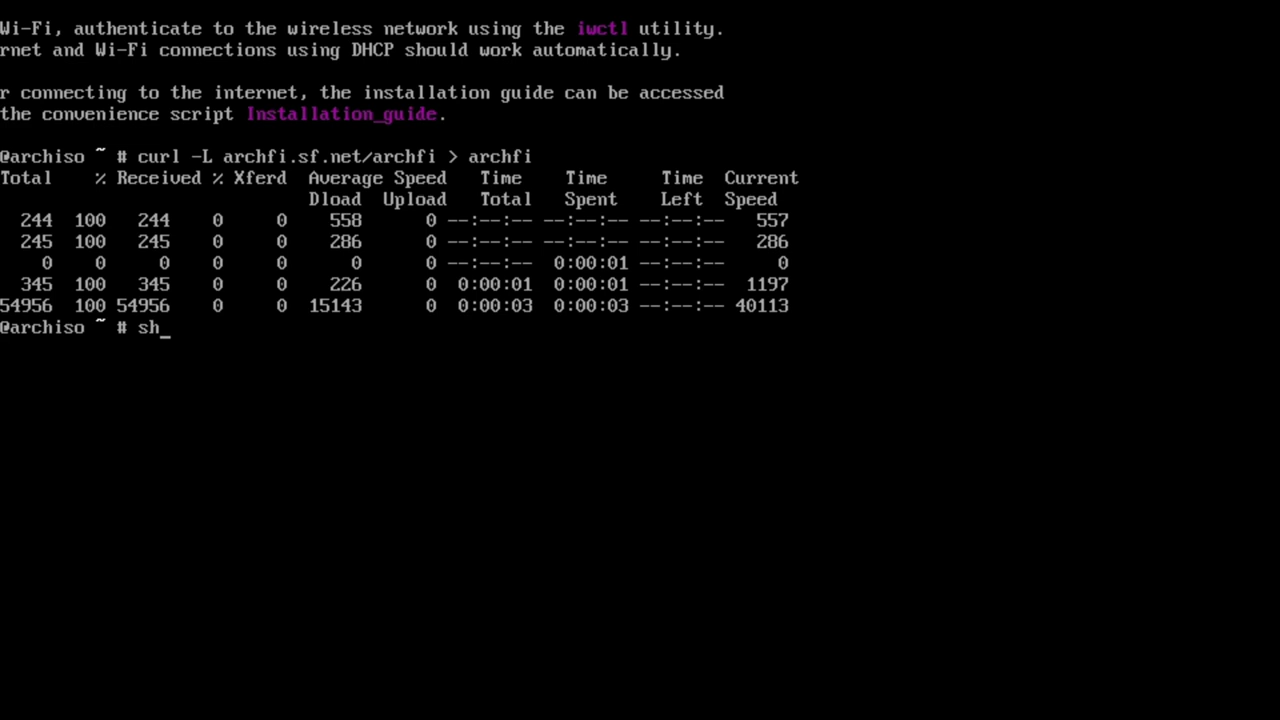 Wi-Fi, authenticate to the wireless network using the iwctl utility.
rnet and Wi-Fi connections using DHCP should work automatically.
r connecting to the internet, the installation guide can be accessed
the convenience script Installation_guide.
@archiso ~ # curl -L archfi.sf.net/archfi > archfi
Total % Received % Xferd Average Speed Time Time Time Current
Dload Upload Total Spent Left Speed
244 100 244 0 0 558 0 --:--:-- --:--:-- --:--:-- 557
245 100 245 0 0 286 0 --:--:-- --:--:-- --:--:-- 286
0 0 0 0 0 0 0 --:--:-- 0:00:01 --:--:-- 0
345 100 345 0 0 226 0 0:00:01 0:00:01 --:--:-- 1197
54956 100 54956 0 0 15143 0 0:00:03 0:00:03 --:--:-- 40113
@archiso ~ # sh_